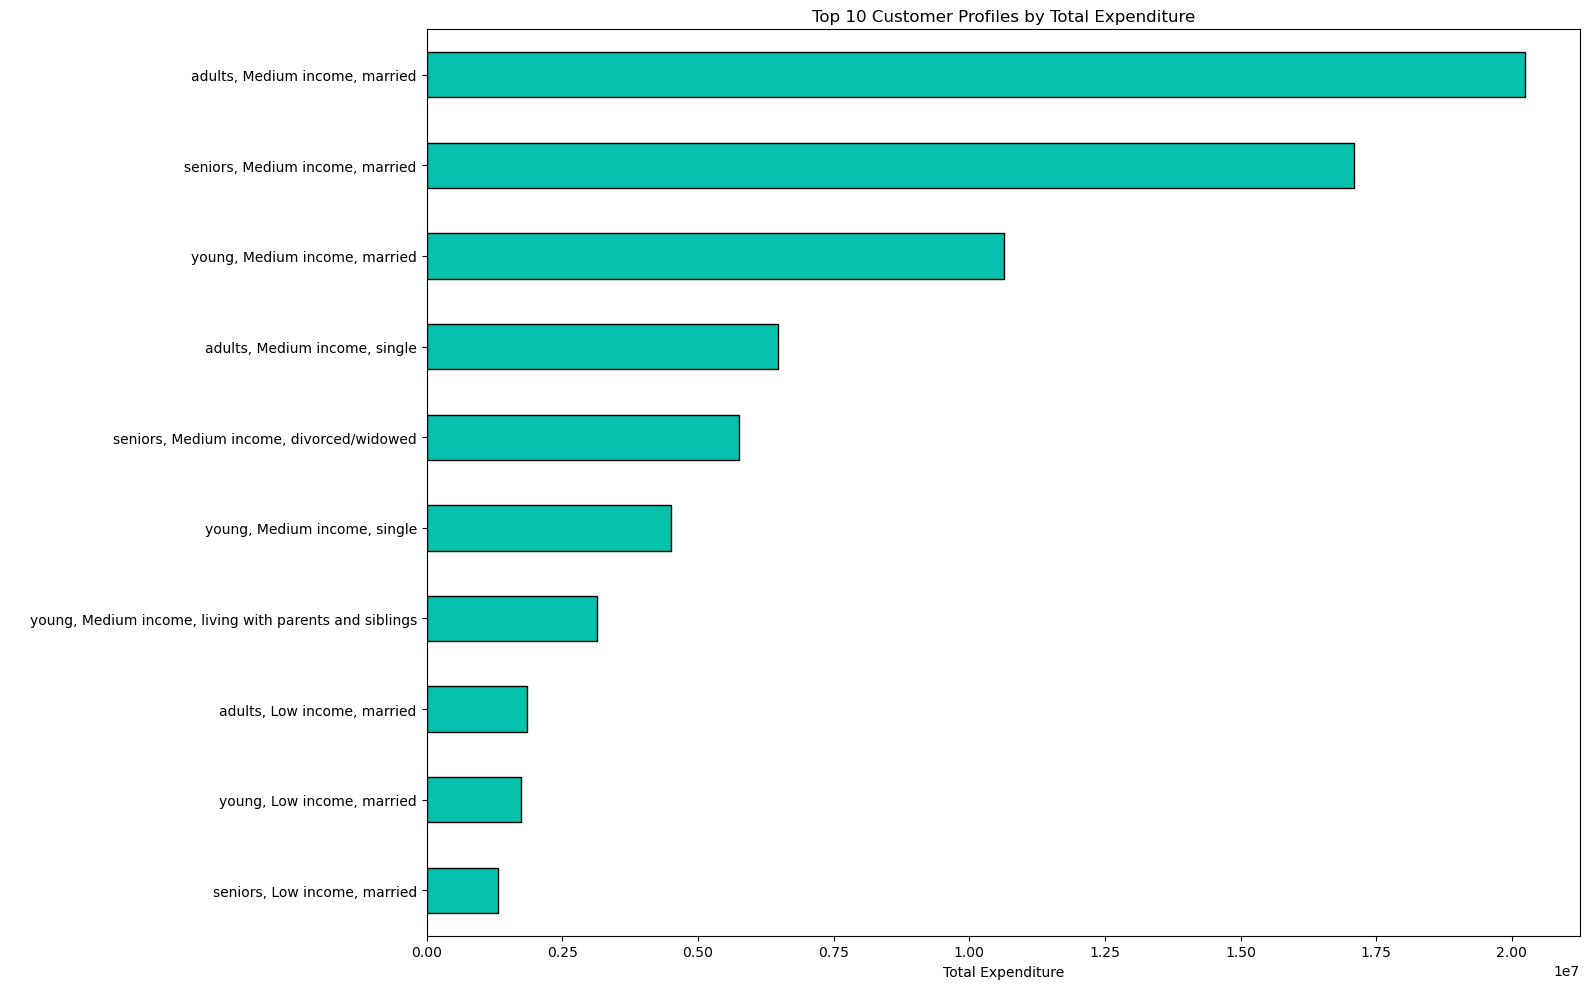 Top 10 Customer Profiles by Total Expenditure
adults, Medium income, married
seniors, Medium income, married
young, Medium income, married
adults, Medium income, single
seniors, Medium income, divorced/widowed
young, Medium income, single
young, Medium income, living with parents and siblings
adults, Low income, married
young, Low income, married
seniors, Low income, married
0.00 0.25 0.50 0.75 1.00 1.25 1.50 1.75 2.00
Total Expenditure
1e7